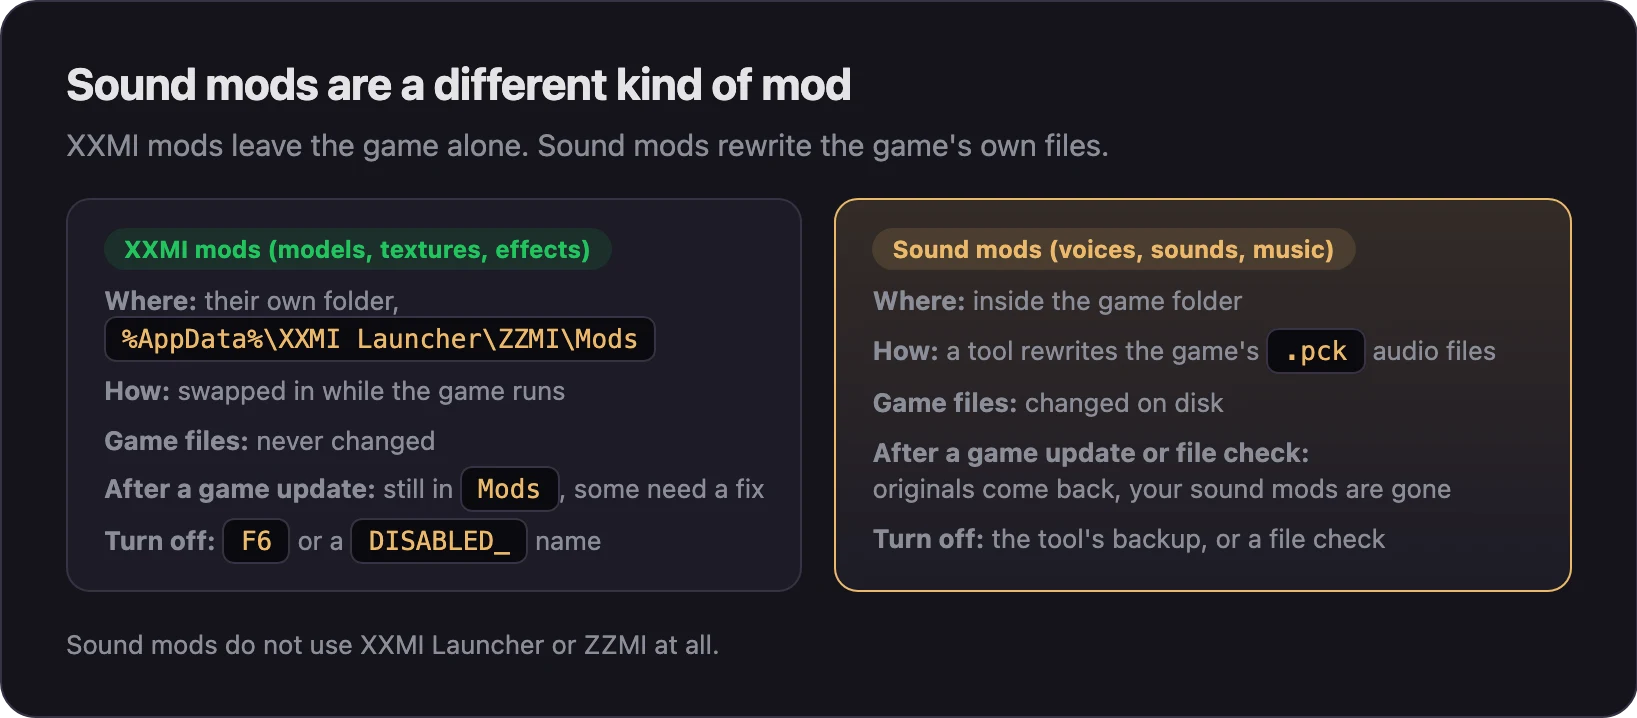 Sound mods are a different kind of mod
XXMI mods leave the game alone. Sound mods rewrite the game's own files.
XXMI mods (models, textures, effects)
Where: their own folder,
%AppData%\XXMI Launcher\ZZMI\Mods
How: swapped in while the game runs
Game files: never changed
After a game update: still in Mods, some need a fix
Turn off: F6 or a DISABLED_ name
Sound mods (voices, sounds, music)
Where: inside the game folder
How: a tool rewrites the game's .pck audio files
Game files: changed on disk
After a game update or file check:
originals come back, your sound mods are gone
Turn off: the tool's backup, or a file check
Sound mods do not use XXMI Launcher or ZZMI at all.